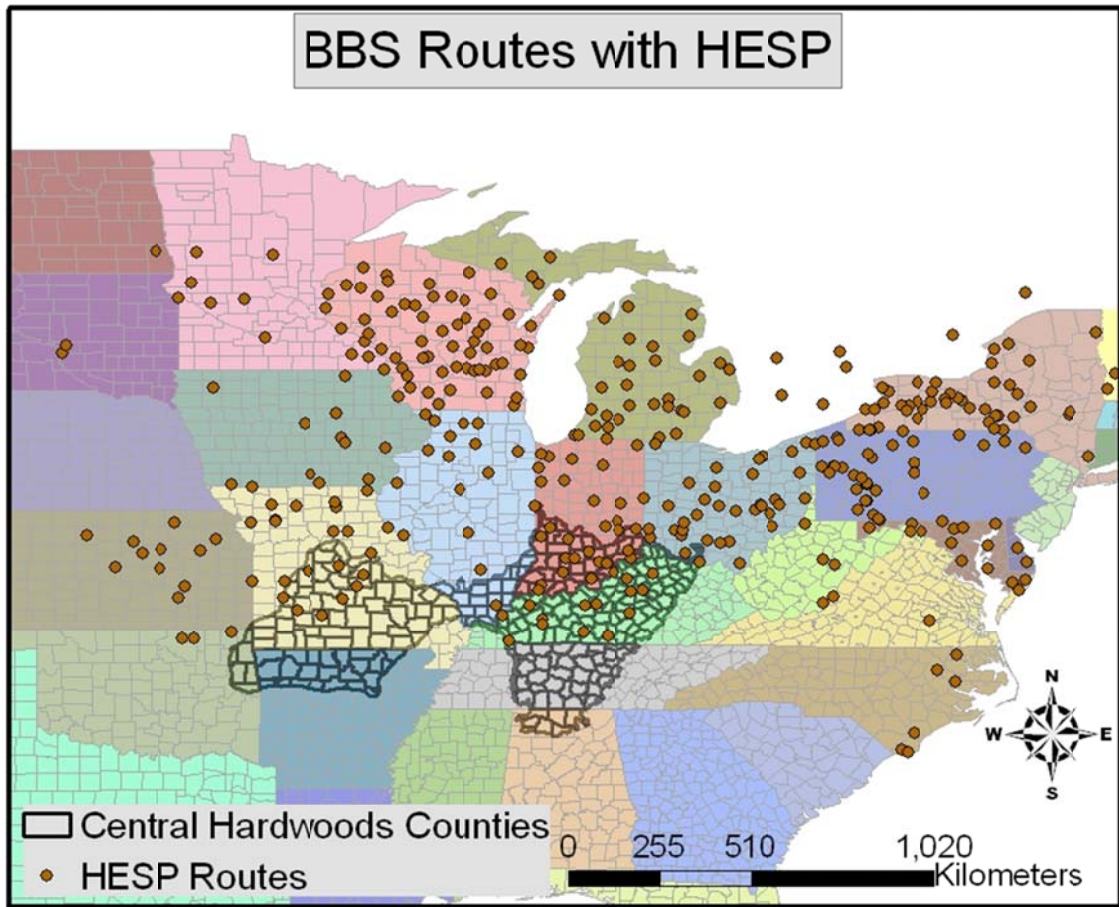 BBS Routes with HESP
N
W E
S
Central Hardwoods Counties
HESP Routes
0 255 510 1,020
Kilometers